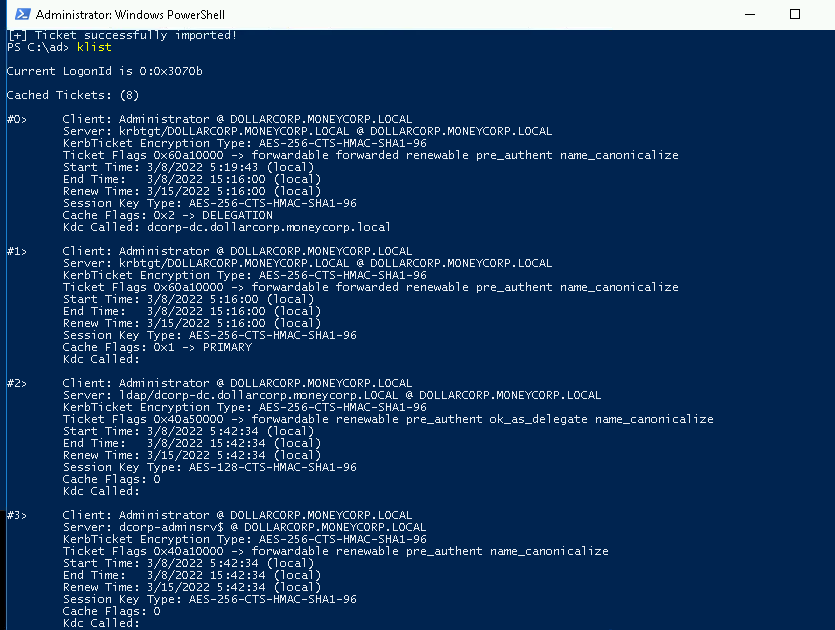 Administrator: Windows PowerShell
[+] Ticket successfully imported!
PS C:\ad> klist
Current LogonId is 0:0x3070b
Cached Tickets: (8)
#0> Client: Administrator @ DOLLARCORP.MONEYCORP.LOCAL
Server: krbtgt/DOLLARCORP.MONEYCORP.LOCAL @ DOLLARCORP.MONEYCORP.LOCAL
KerbTicket Encryption Type: AES-256-CTS-HMAC-SHA1-96
Ticket Flags 0x60a10000 -> forwardable forwarded renewable pre_authent name_canonicalize
Start Time: 3/8/2022 5:19:43 (local)
End Time: 3/8/2022 15:16:00 (local)
Renew Time: 3/15/2022 5:16:00 (local)
Session Key Type: AES-256-CTS-HMAC-SHA1-96
Cache Flags: 0x2 -> DELEGATION
Kdc Called: dcorp-dc.dollarcorp.moneycorp.local
#1> Client: Administrator @ DOLLARCORP.MONEYCORP.LOCAL
Server: krbtgt/DOLLARCORP.MONEYCORP.LOCAL @ DOLLARCORP.MONEYCORP.LOCAL
KerbTicket Encryption Type: AES-256-CTS-HMAC-SHA1-96
Ticket Flags 0x60a10000 -> forwardable forwarded renewable pre_authent name_canonicalize
Start Time: 3/8/2022 5:16:00 (local)
End Time: 3/8/2022 15:16:00 (local)
Renew Time: 3/15/2022 5:16:00 (local)
Session Key Type: AES-256-CTS-HMAC-SHA1-96
Cache Flags: 0x1 -> PRIMARY
Kdc Called:
#2> Client: Administrator @ DOLLARCORP.MONEYCORP.LOCAL
Server: ldap/dcorp-dc.dollarcorp.moneycorp.LOCAL @ DOLLARCORP.MONEYCORP.LOCAL
KerbTicket Encryption Type: AES-256-CTS-HMAC-SHA1-96
Ticket Flags 0x40a50000 -> forwardable renewable pre_authent ok_as_delegate name_canonicalize
Start Time: 3/8/2022 5:42:34 (local)
End Time: 3/8/2022 15:42:34 (local)
Renew Time: 3/15/2022 5:42:34 (local)
Session Key Type: AES-128-CTS-HMAC-SHA1-96
Cache Flags: 0
Kdc Called:
#3> Client: Administrator @ DOLLARCORP.MONEYCORP.LOCAL
Server: dcorp-adminsrv$ @ DOLLARCORP.MONEYCORP.LOCAL
KerbTicket Encryption Type: AES-256-CTS-HMAC-SHA1-96
Ticket Flags 0x40a10000 -> forwardable renewable pre_authent name_canonicalize
Start Time: 3/8/2022 5:42:34 (local)
End Time: 3/8/2022 15:42:34 (local)
Renew Time: 3/15/2022 5:42:34 (local)
Session Key Type: AES-256-CTS-HMAC-SHA1-96
Cache Flags: 0
Kdc Called: